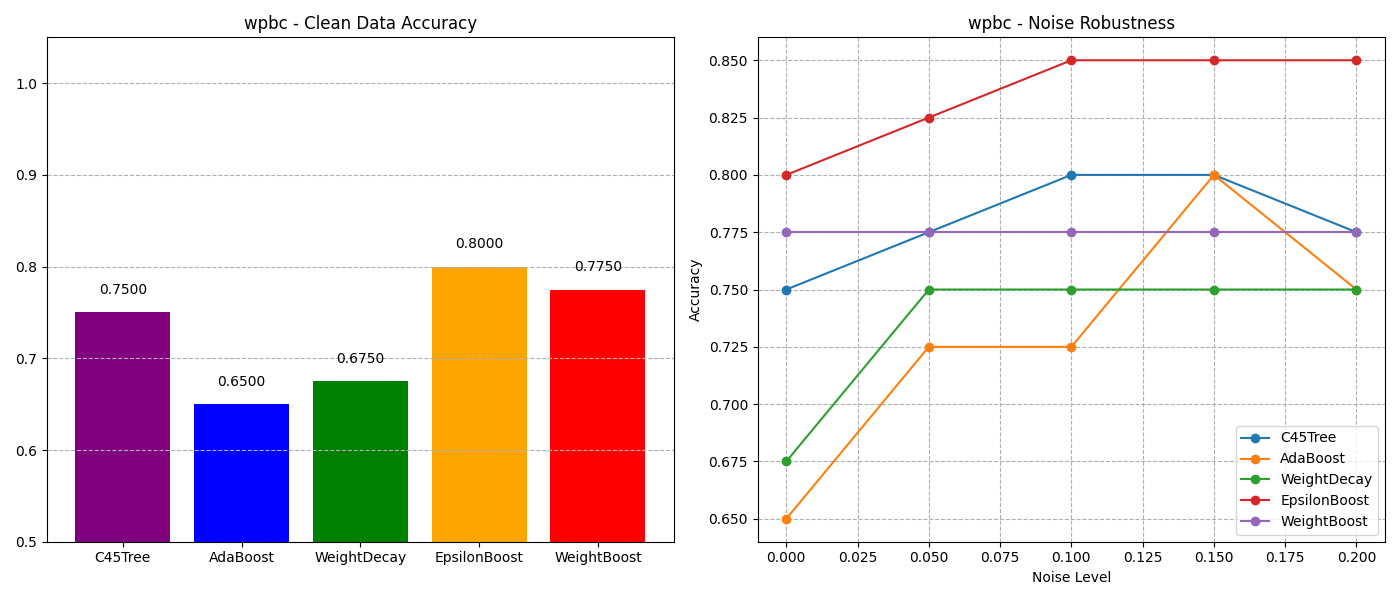 wpbc - Clean Data Accuracy
1.0
0.9
0.8
0.7
0.6
0.5
0.7500
0.6500
0.6750
0.8000
0.7750
C45Tree AdaBoost WeightDecay EpsilonBoost WeightBoost
wpbc - Noise Robustness
Accuracy
0.850
0.825
0.800
0.775
0.750
0.725
0.700
0.675
0.650
C45Tree
AdaBoost
WeightDecay
EpsilonBoost
WeightBoost
0.000 0.025 0.050 0.075 0.100 0.125 0.150 0.175 0.200
Noise Level